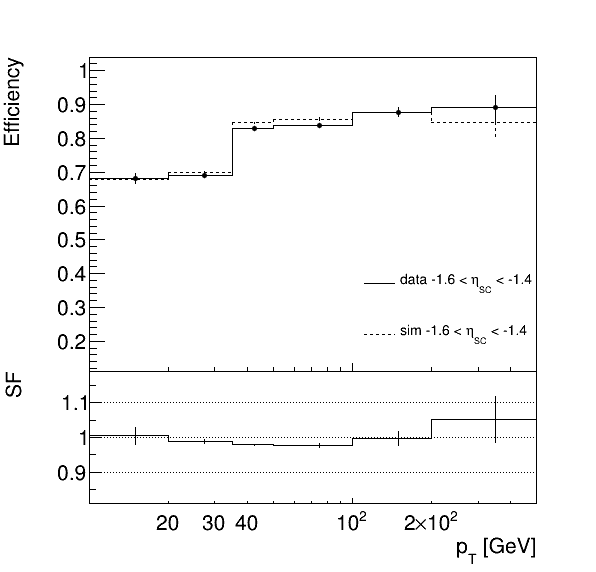 Efficiency
1
0.9
0.8
0.7
0.6
0.5
0.4
0.3
0.2
data -1.6 < η_SC < -1.4
sim -1.6 < η_SC < -1.4
SF
1.1
1
0.9
20 30 40 10² 2×10²
p_T [GeV]